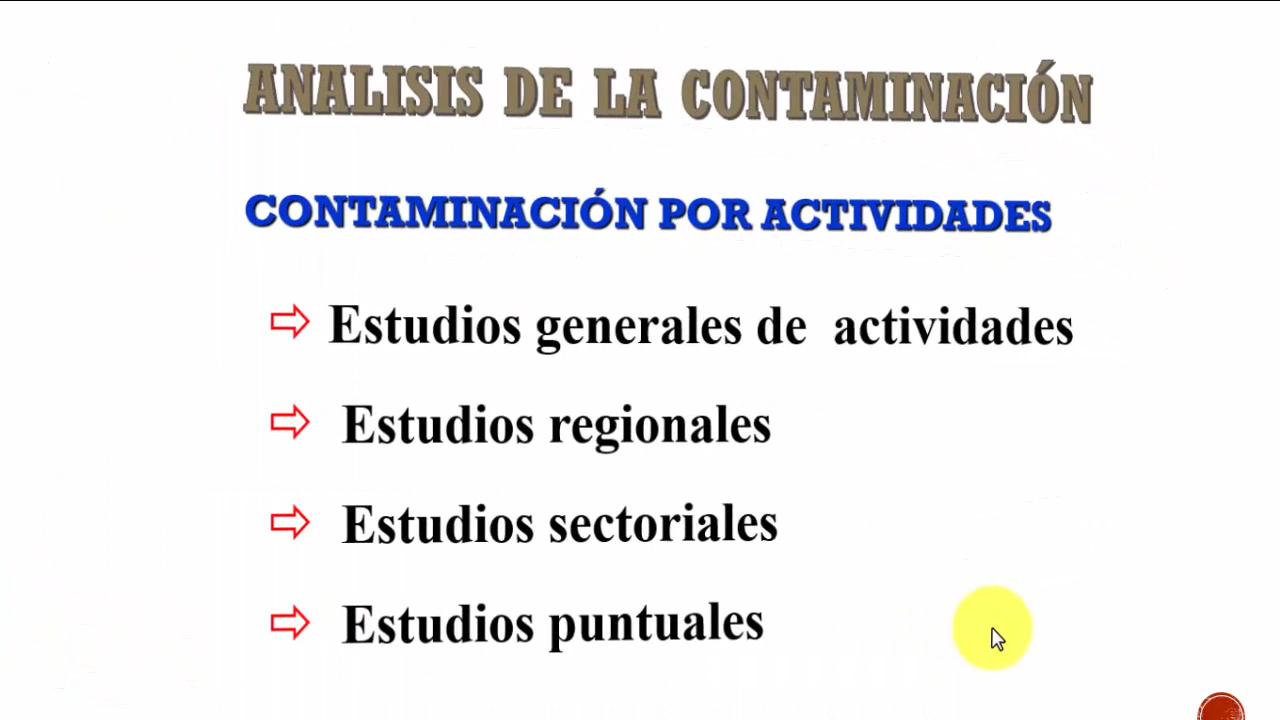 ANALISIS DE LA CONTAMINACIÓN
CONTAMINACIÓN POR ACTIVIDADES
Estudios generales de actividades
Estudios regionales
Estudios sectoriales
Estudios puntuales